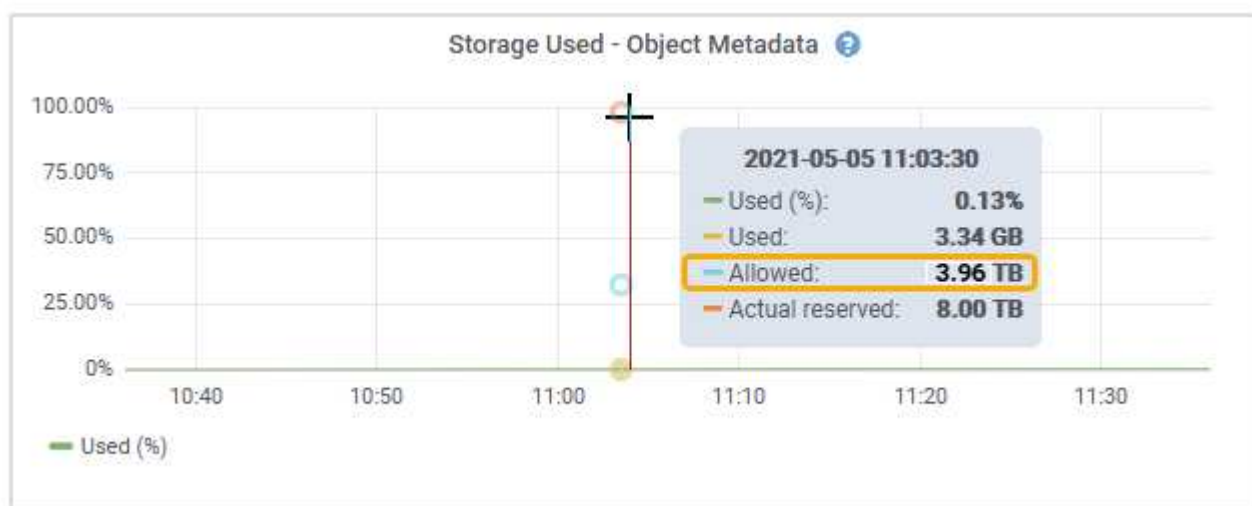 Storage Used - Object Metadata ?
100.00%
75.00%
50.00%
25.00%
0%
2021-05-05 11:03:30
Used (%): 0.13%
Used: 3.34 GB
Allowed: 3.96 TB
Actual reserved: 8.00 TB
10:40 10:50 11:00 11:10 11:20 11:30
Used (%)